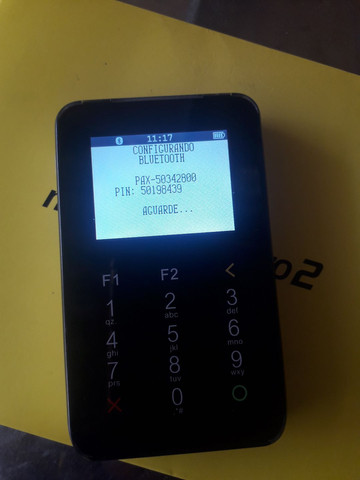 11:17
CONFIGURANDO
BLUETOOTH
PAX-50342800
PIN: 50198439
AGUARDE...
F1 F2 <
1 2 3
qz. abc def
4 5 6
ghi jkl mno
7 8 9
prs tuv wxy
0